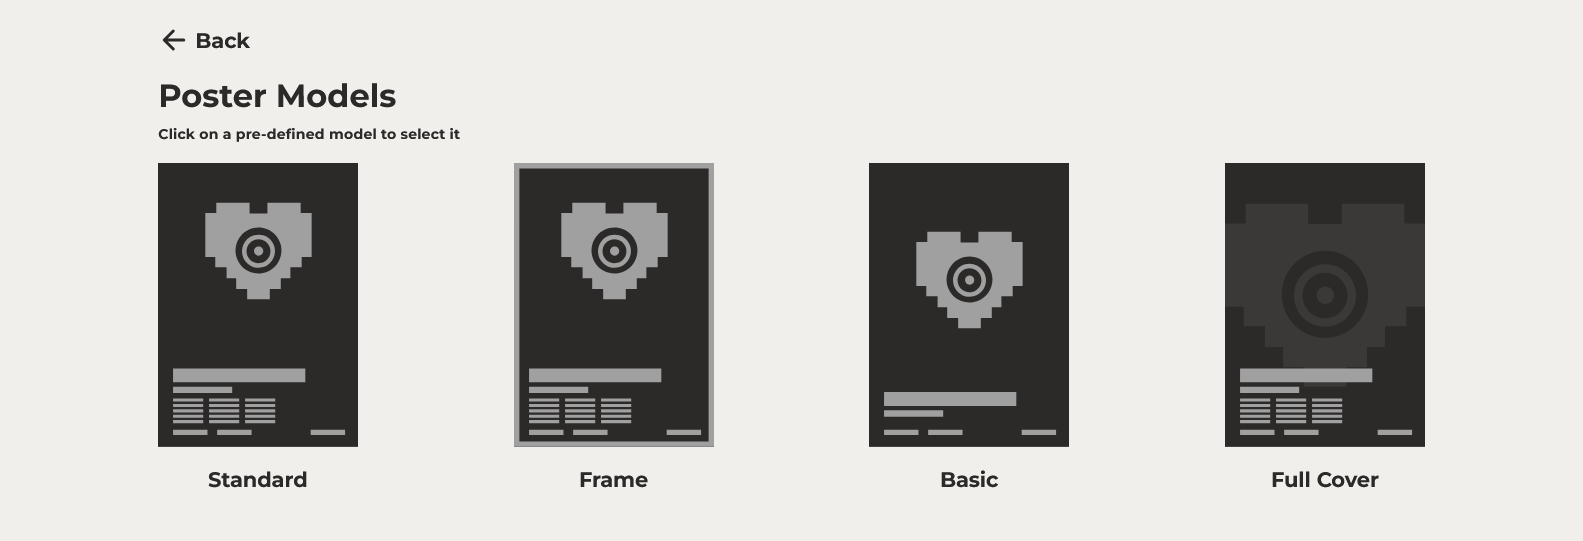 Back
Poster Models
Click on a pre-defined model to select it
Standard
Frame
Basic
Full Cover